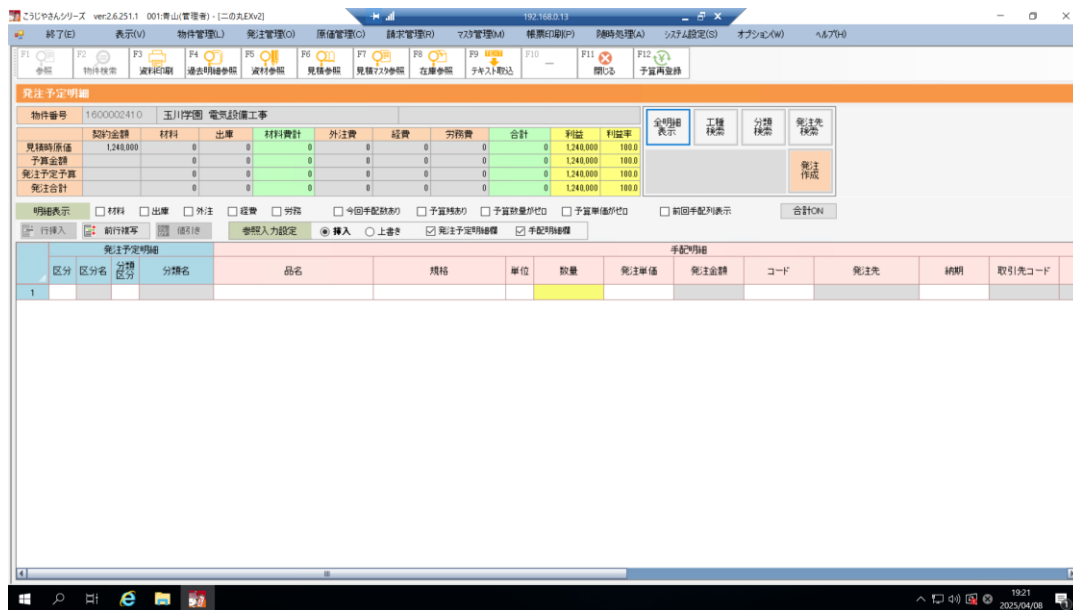 こうじやさんシリーズ ver:2.6.251.1 001:青山(管理者) - [二の丸EXv2] 192.168.0.13
終了(E) 表示(V) 物件管理(L) 発注管理(O) 原価管理(C) 請求管理(R) マスタ管理(M) 帳票印刷(P) 随時処理(A) システム設定(S) オプション(W) ヘルプ(H)
F1 F2 F3 F4 F5 F6 F7 F8 F9 F10 F11 F12
参照 物件検索 資料印刷 過去明細参照 資材参照 見積参照 見積マスタ参照 在庫参照 テキスト取込 ― 閉じる 予算再登録
発注予定明細
物件番号 1600002410 玉川学園 電気設備工事
全明細表示 工種検索 分類検索 発注先検索
契約金額 材料 出庫 材料費計 外注費 経費 労務費 合計 利益 利益率
見積時原価 1,240,000 0 0 0 0 0 0 0 1,240,000 100.0
予算金額 0 0 0 0 0 0 0 1,240,000 100.0
発注予定予算 0 0 0 0 0 0 0 1,240,000 100.0
発注合計 0 0 0 0 0 0 0 1,240,000 100.0
発注作成
明細表示 材料 出庫 外注 経費 労務 今回手配数あり 予算残あり 予算数量がゼロ 予算単価がゼロ 前回手配列表示 合計ON
行挿入 前行複写 値引き 参照入力設定 挿入 上書き 発注予定明細欄 手配明細欄
発注予定明細 手配明細
区分 区分名 分類区分 分類名 品名 規格 単位 数量 発注単価 発注金額 コード 発注先 納期 取引先コード
1
19:21
2025/04/08